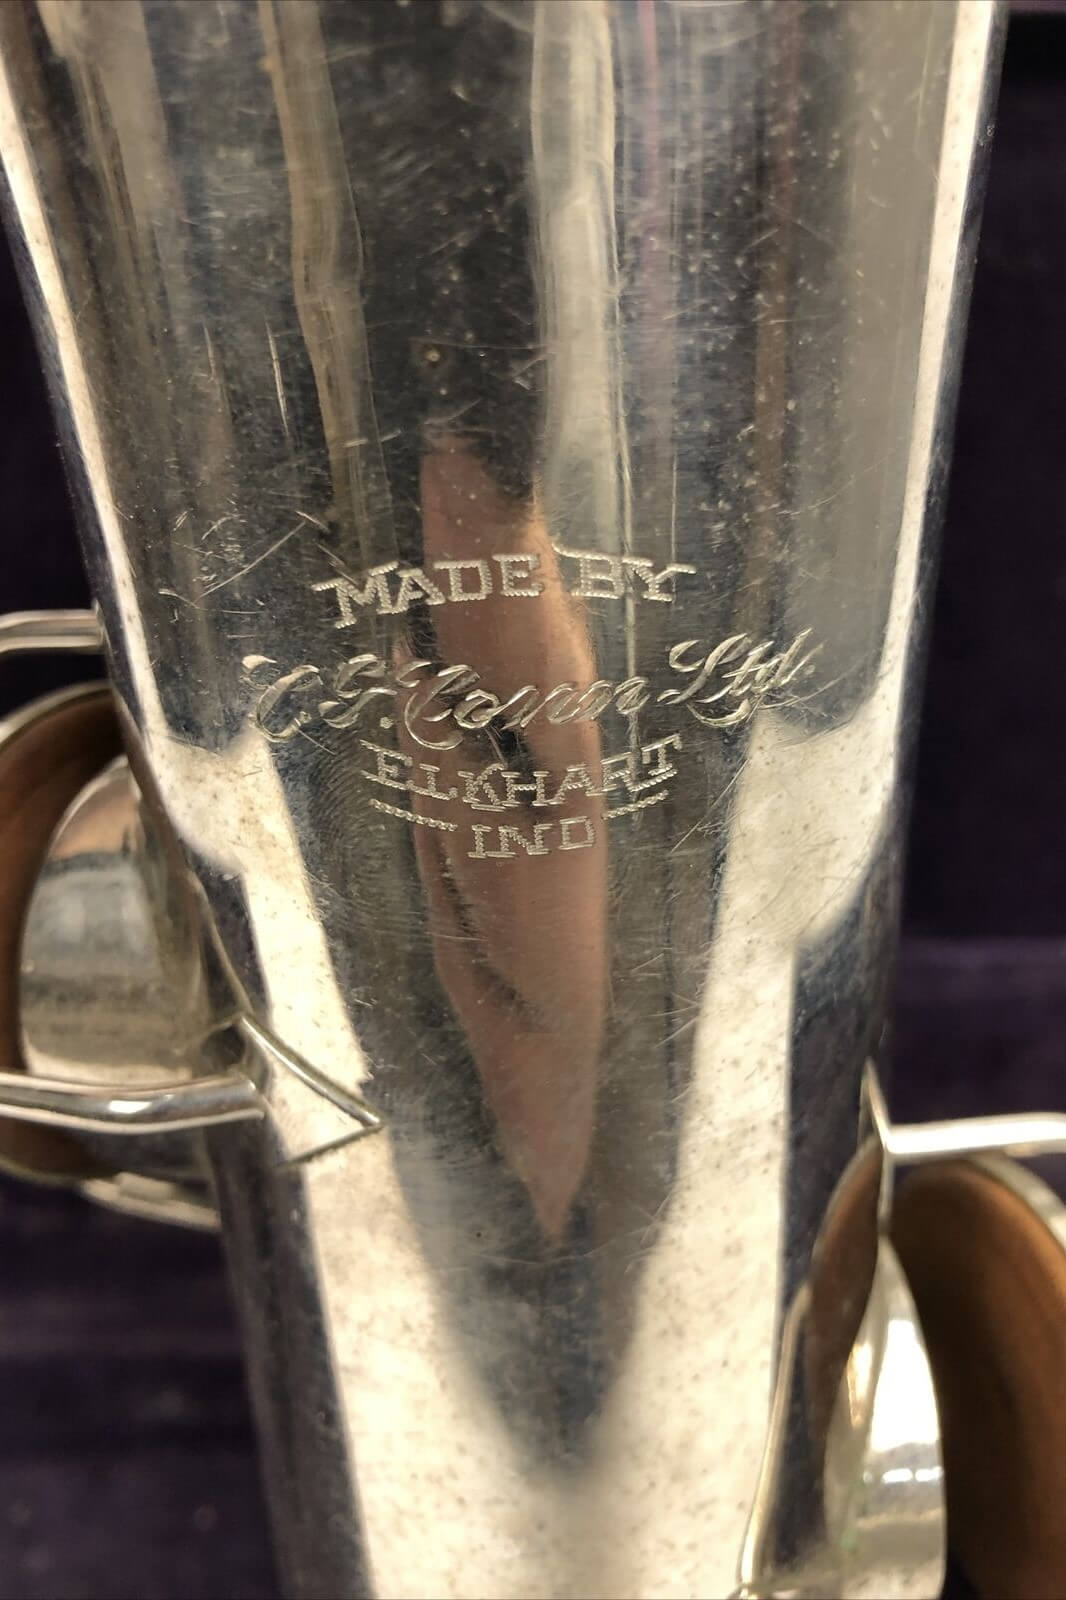 MADE BY
C.G. Conn Ltd.
ELKHART
IND